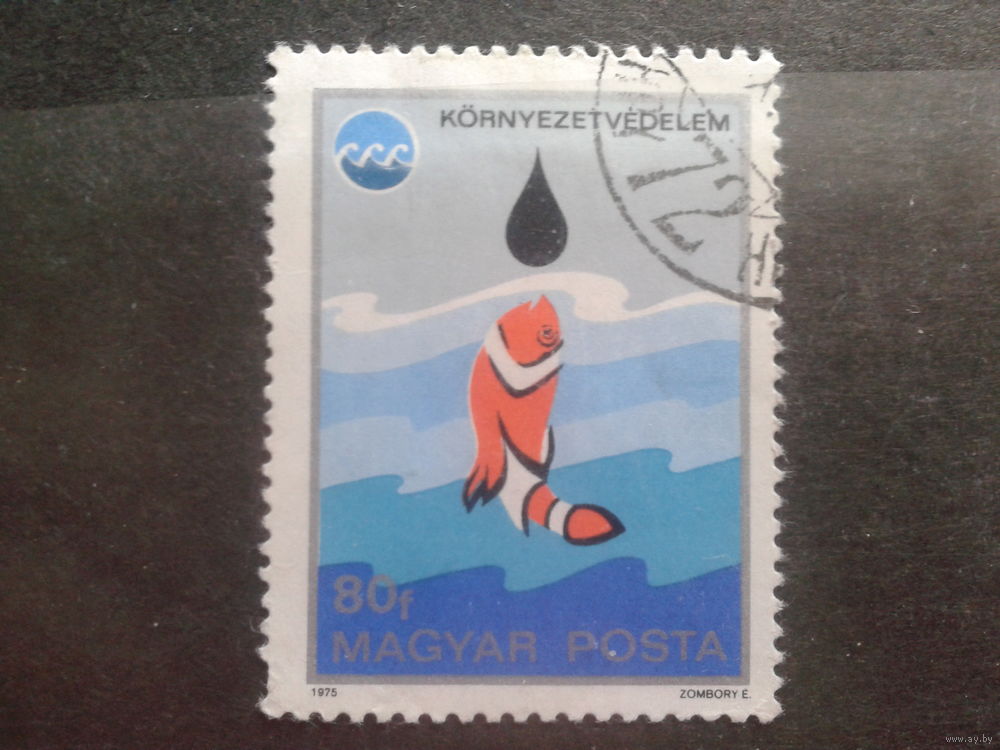 KÖRNYEZETVÉDELEM
80f
MAGYAR POSTA
1975
ZOMBORY É.
www.ay.by